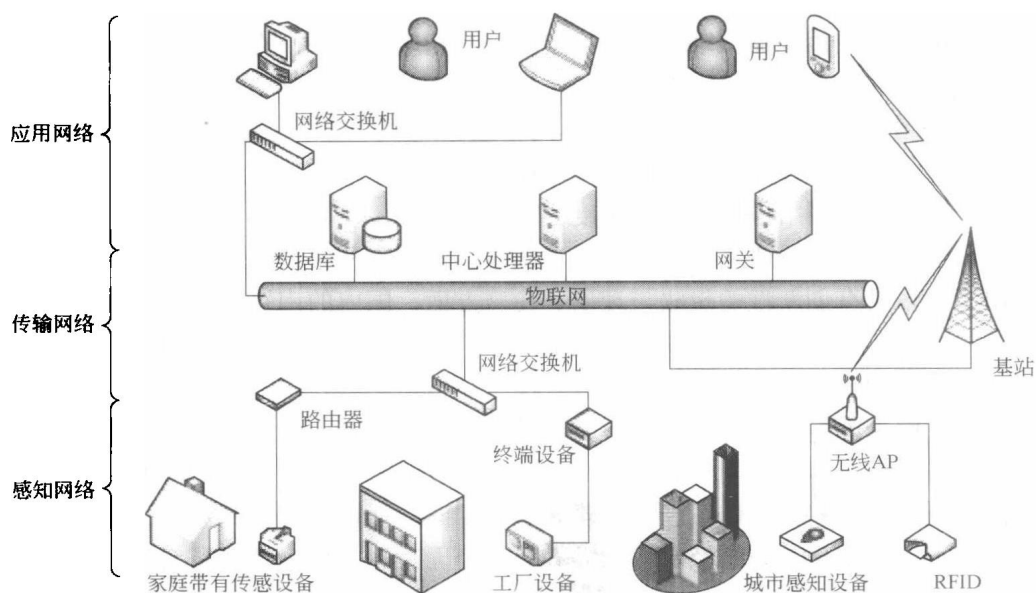 用户
用户
网络交换机
应用网络
数据库
中心处理器
网关
物联网
传输网络
网络交换机
基站
路由器
终端设备
无线AP
感知网络
家庭带有传感设备
工厂设备
城市感知设备
RFID